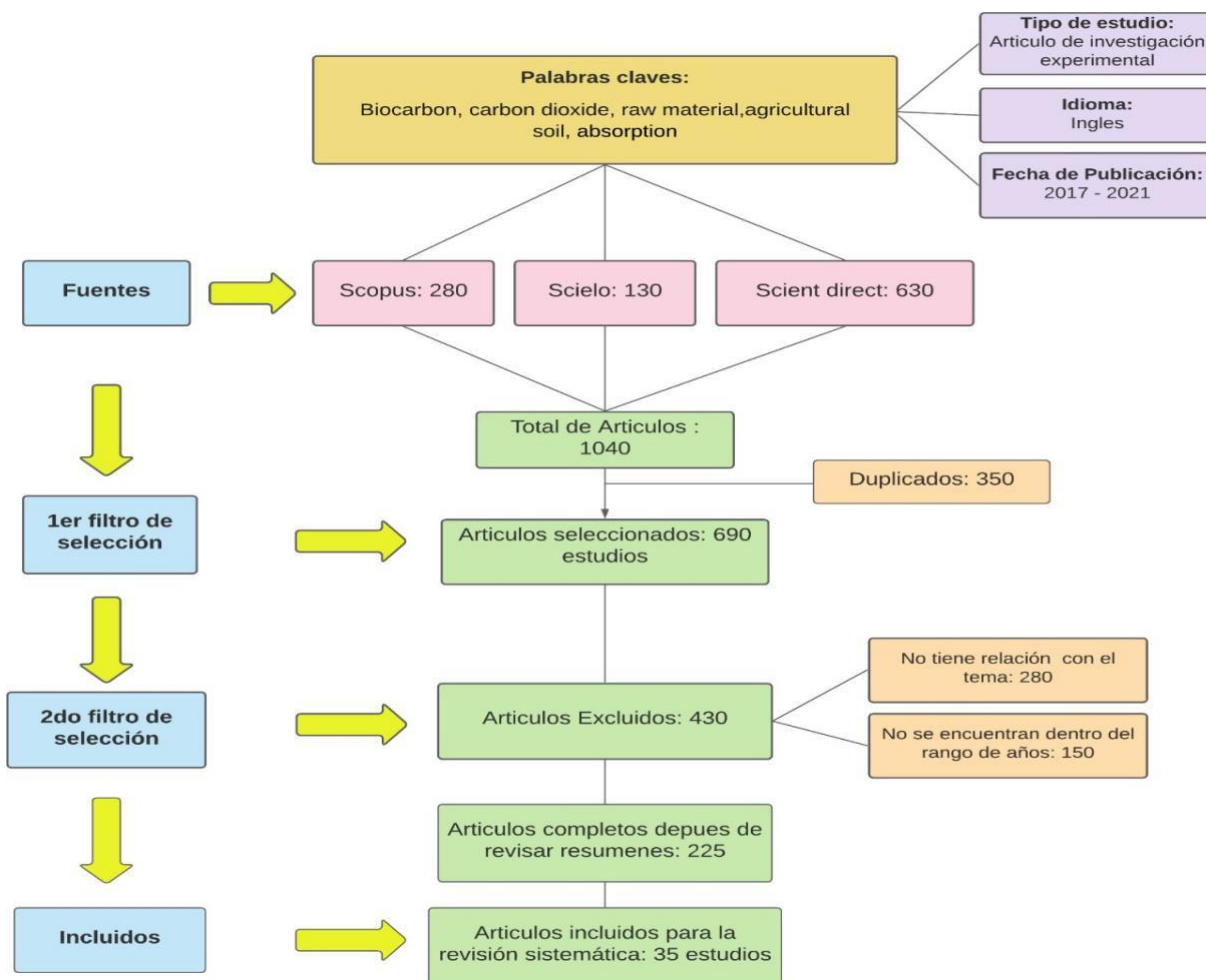 Tipo de estudio:
Articulo de investigación
experimental
Palabras claves:
Biocarbon, carbon dioxide, raw material,agricultural
soil, absorption
Idioma:
Ingles
Fecha de Publicación:
2017 - 2021
Fuentes
Scopus: 280
Scielo: 130
Scient direct: 630
Total de Articulos :
1040
Duplicados: 350
1er filtro de
selección
Articulos seleccionados: 690
estudios
2do filtro de
selección
Articulos Excluidos: 430
No tiene relación con el
tema: 280
No se encuentran dentro del
rango de años: 150
Articulos completos depues de
revisar resumenes: 225
Incluidos
Articulos incluidos para la
revisión sistemática: 35 estudios